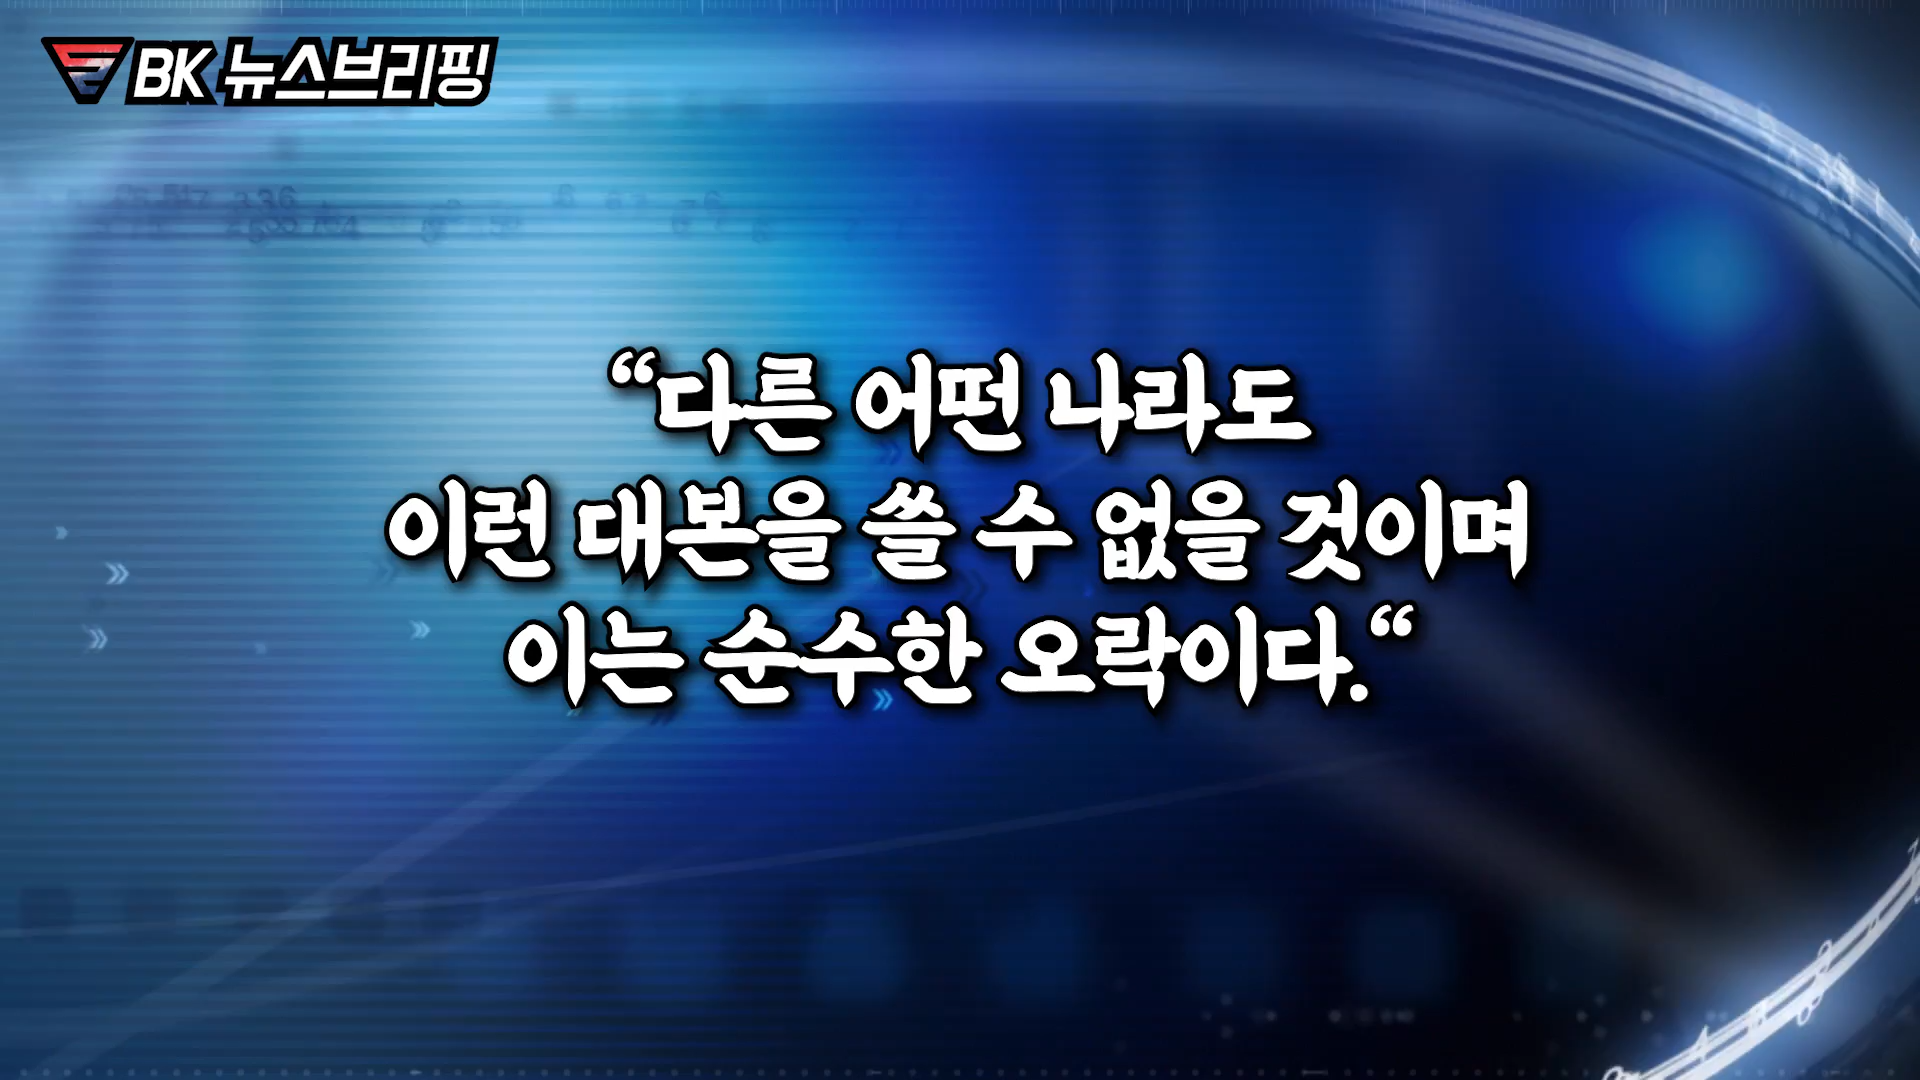 BK 뉴스브리핑
“다른 어떤 나라도
이런 대본을 쓸 수 없을 것이며
이는 순수한 오락이다.“